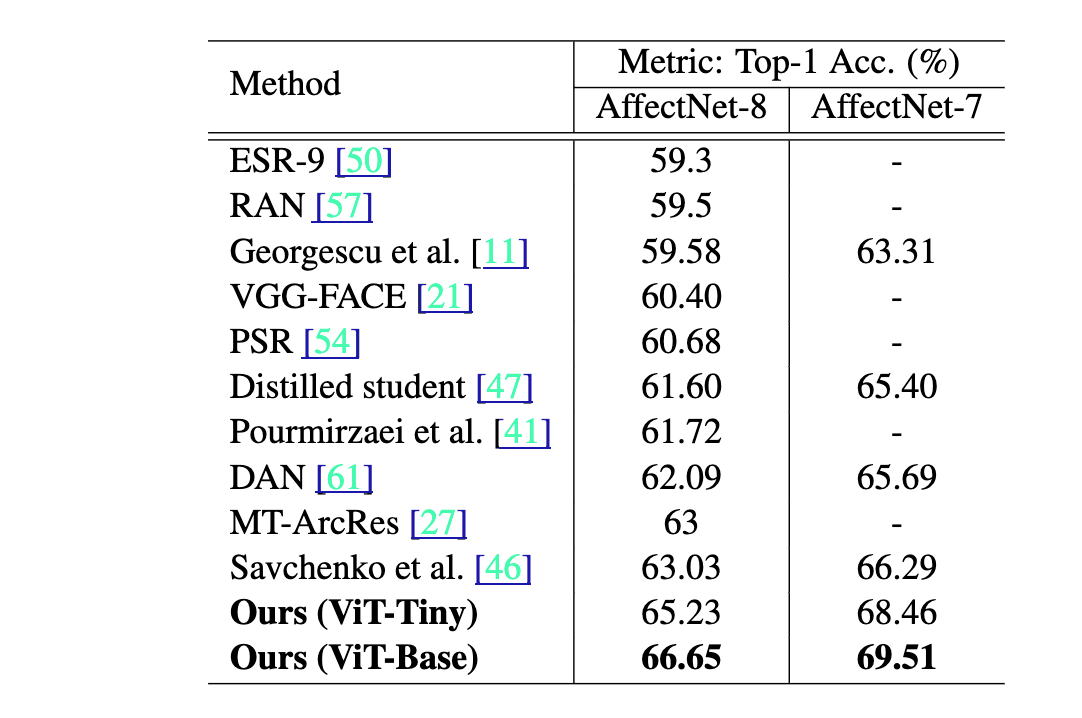 Method Metric: Top-1 Acc. (%)
AffectNet-8 AffectNet-7
ESR-9 [50] 59.3 -
RAN [57] 59.5 -
Georgescu et al. [11] 59.58 63.31
VGG-FACE [21] 60.40 -
PSR [54] 60.68 -
Distilled student [47] 61.60 65.40
Pourmirzaei et al. [41] 61.72 -
DAN [61] 62.09 65.69
MT-ArcRes [27] 63 -
Savchenko et al. [46] 63.03 66.29
Ours (ViT-Tiny) 65.23 68.46
Ours (ViT-Base) 66.65 69.51